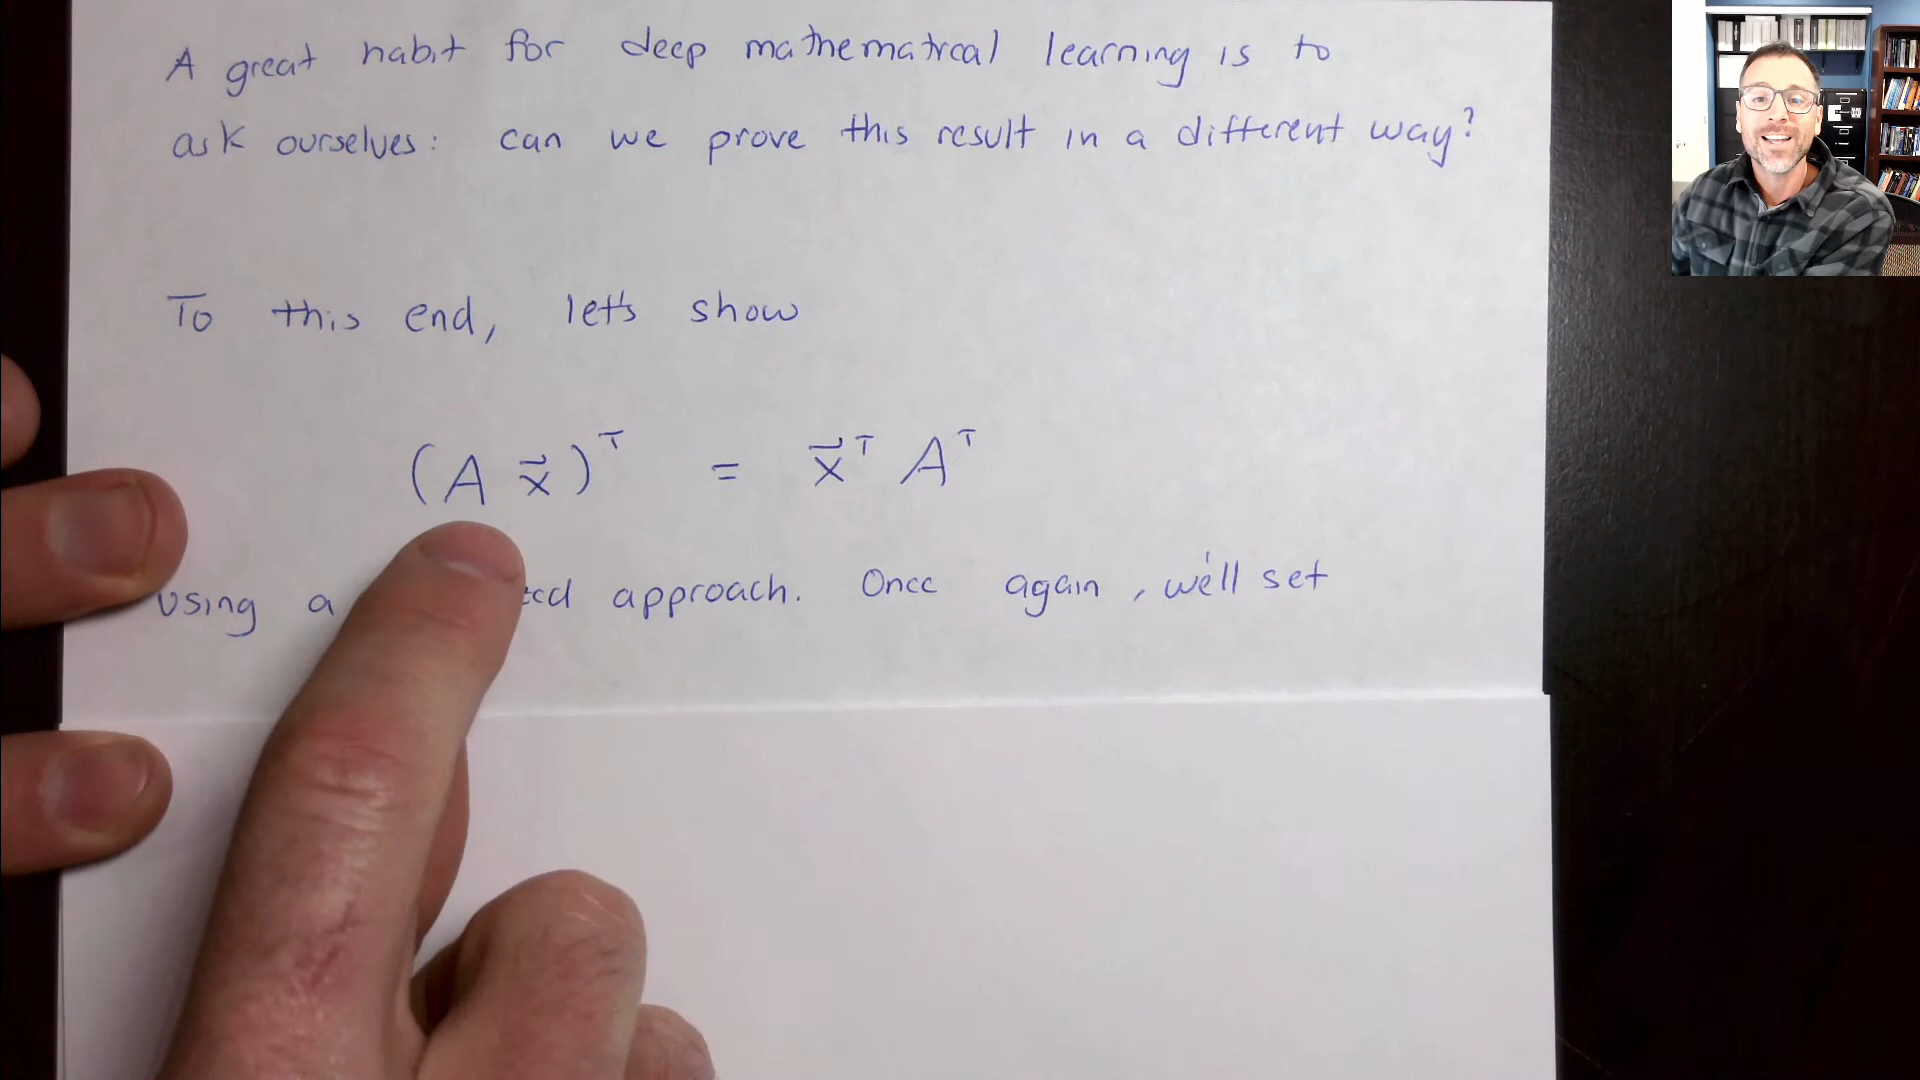 A great habit for deep mathematical learning is to
ask ourselves: can we prove this result in a different way?
To this end, let's show
(A x⃗)ᵀ = x⃗ᵀ Aᵀ
using a approach. Once again, we'll set